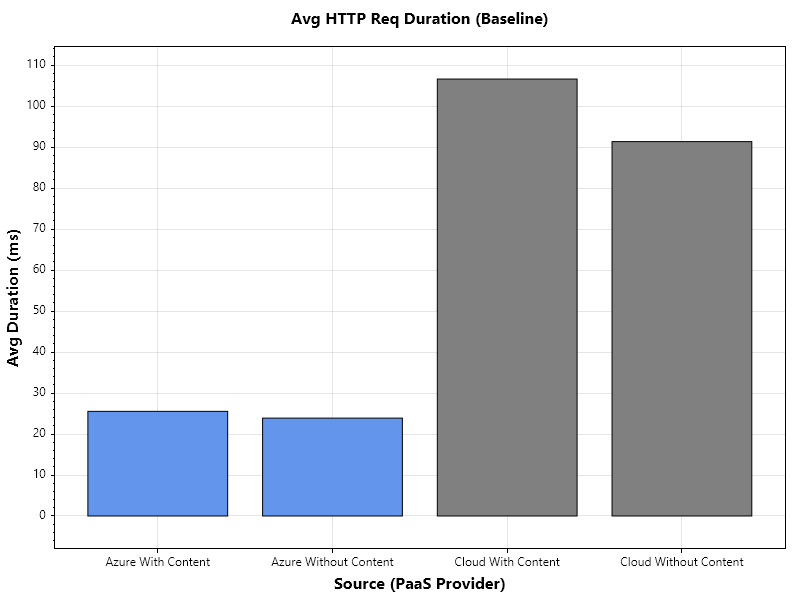 Avg HTTP Req Duration (Baseline)
110
100
90
80
70
60
50
40
30
20
10
0
Avg Duration (ms)
Azure With Content
Azure Without Content
Cloud With Content
Cloud Without Content
Source (PaaS Provider)